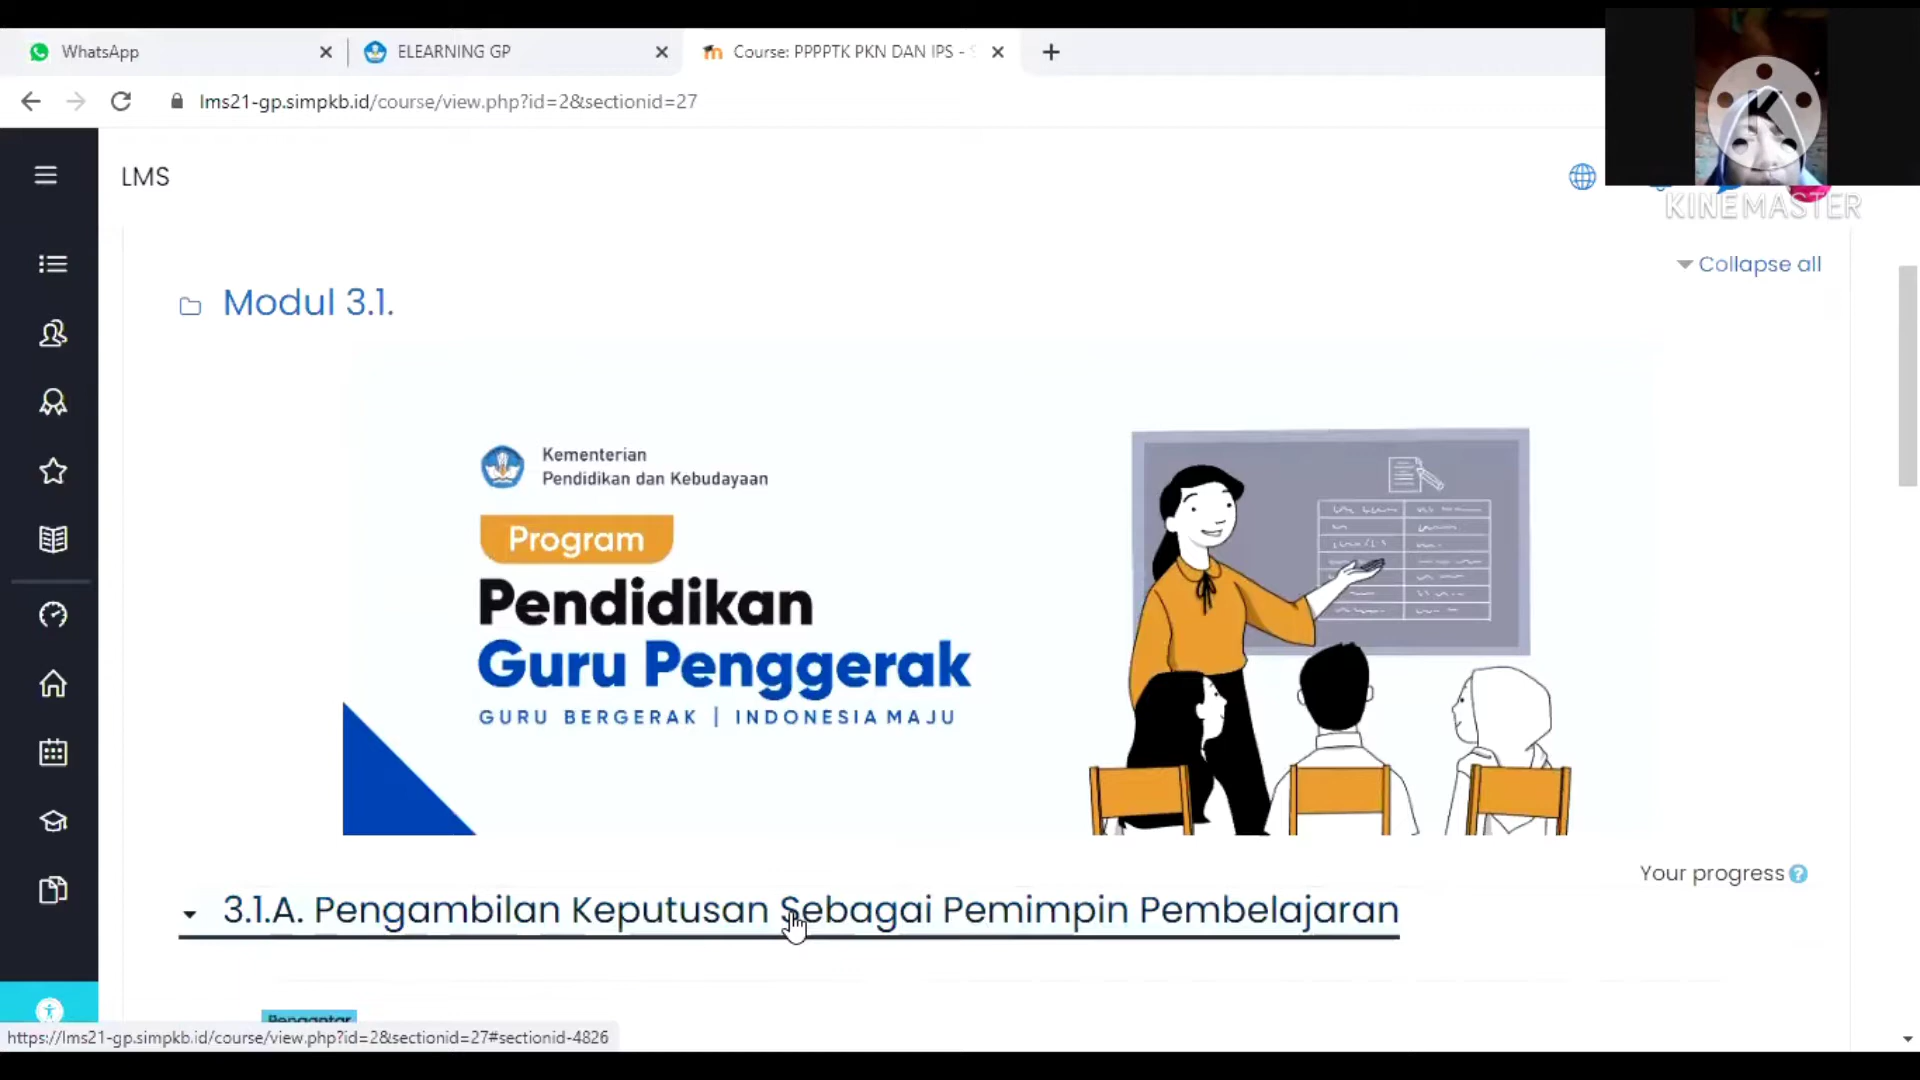 WhatsApp
ELEARNING GP
Course: PPPPTK PKN DAN IPS -
lms21-gp.simpkb.id/course/view.php?id=2&sectionid=27
LMS
K
KINEMASTER
Collapse all
Modul 3.1.
Kementerian
Pendidikan dan Kebudayaan
Program
Pendidikan
Guru Penggerak
GURU BERGERAK | INDONESIA MAJU
Your progress
3.1.A. Pengambilan Keputusan Sebagai Pemimpin Pembelajaran
Pengantar
https://lms21-gp.simpkb.id/course/view.php?id=2&sectionid=27#sectionid-4826